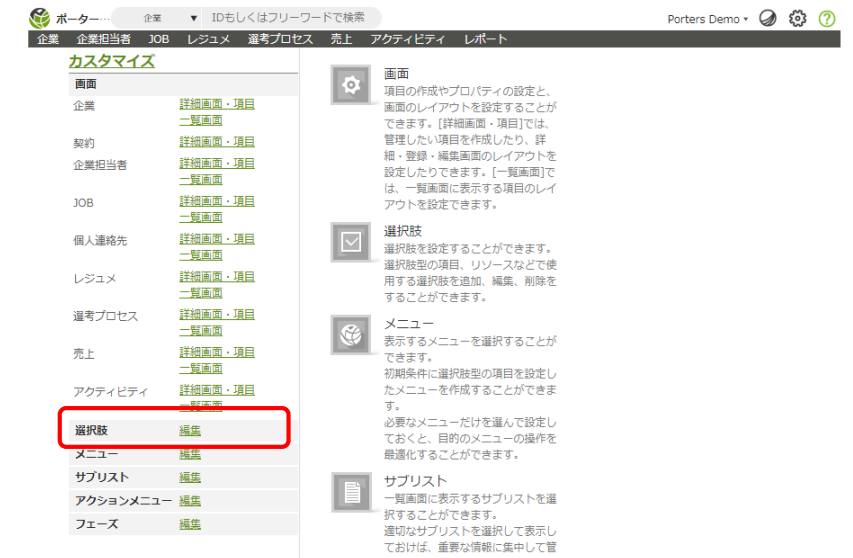 ポーター…
企業 ▼ IDもしくはフリーワードで検索
Porters Demo ▾
企業 企業担当者 JOB レジュメ 選考プロセス 売上 アクティビティ レポート
カスタマイズ
画面
企業 詳細画面・項目
一覧画面
契約 詳細画面・項目
企業担当者 詳細画面・項目
一覧画面
JOB 詳細画面・項目
一覧画面
個人連絡先 詳細画面・項目
一覧画面
レジュメ 詳細画面・項目
一覧画面
選考プロセス 詳細画面・項目
一覧画面
売上 詳細画面・項目
一覧画面
アクティビティ 詳細画面・項目
一覧画面
選択肢 編集
メニュー 編集
サブリスト 編集
アクションメニュー 編集
フェーズ 編集
画面
項目の作成やプロパティの設定と、
画面のレイアウトを設定することが
できます。[詳細画面・項目]では、
管理したい項目を作成したり、詳
細・登録・編集画面のレイアウトを
設定したりできます。[一覧画面]で
は、一覧画面に表示する項目のレイ
アウトを設定できます。
選択肢
選択肢を設定することができます。
選択肢型の項目、リソースなどで使
用する選択肢を追加、編集、削除を
することができます。
メニュー
表示するメニューを選択することが
できます。
初期条件に選択肢型の項目を設定し
たメニューを作成することができま
す。
必要なメニューだけを選んで設定し
ておくと、目的のメニューの操作を
最適化することができます。
サブリスト
一覧画面に表示するサブリストを選
択することができます。
適切なサブリストを選択して表示し
ておけば、重要な情報に集中して管